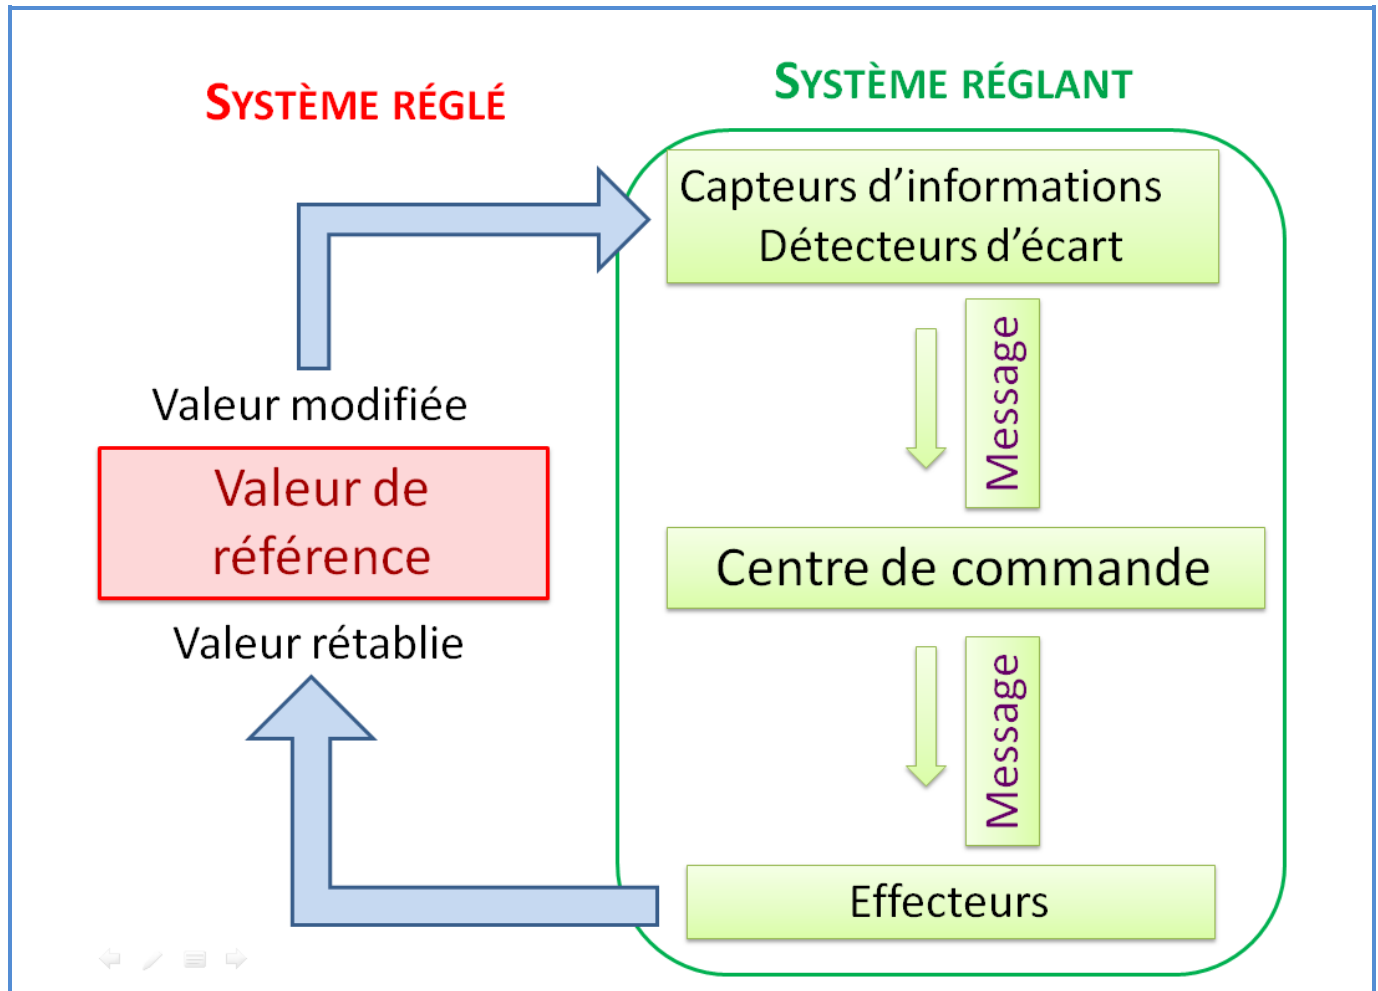 SYSTÈME RÉGLÉ
SYSTÈME RÉGLANT
Capteurs d'informations
Détecteurs d'écart
Message
Valeur modifiée
Valeur de
référence
Centre de commande
Valeur rétablie
Message
Effecteurs